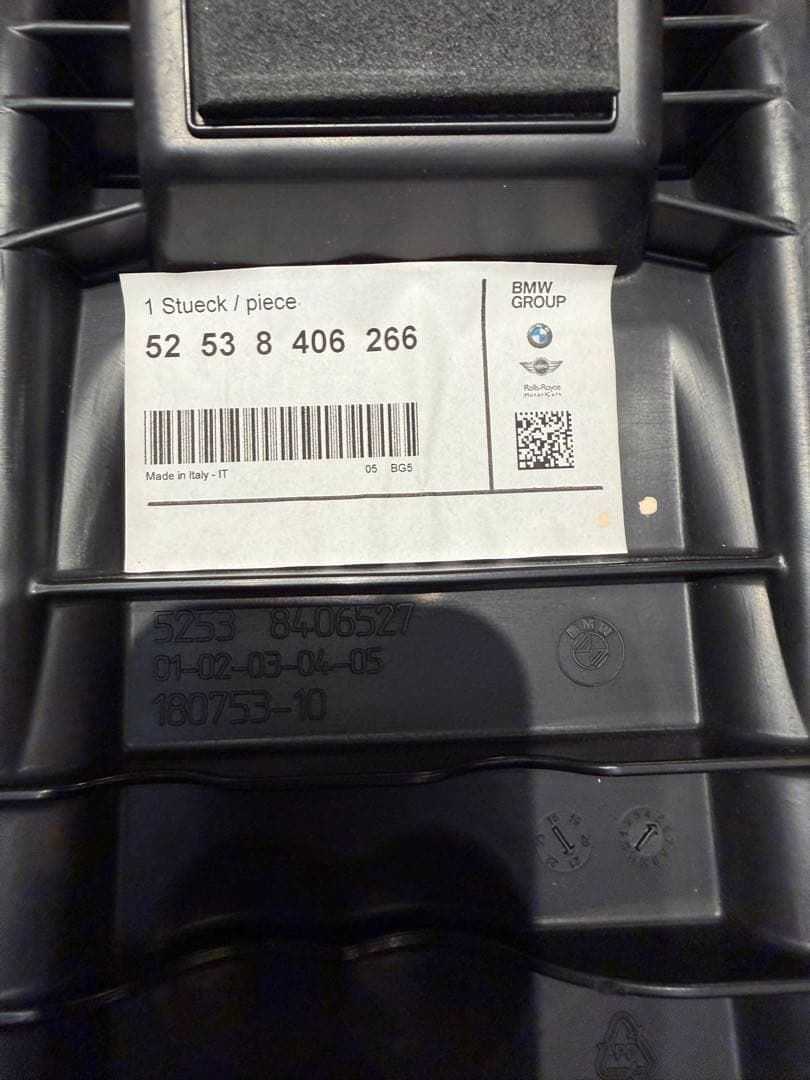 1 Stueck / piece
52 53 8 406 266
Made in Italy - IT 05 BG5
BMW
GROUP
Rolls-Royce
Motor Cars
5253 8406527
01-02-03-04-05
180753-10
BMW